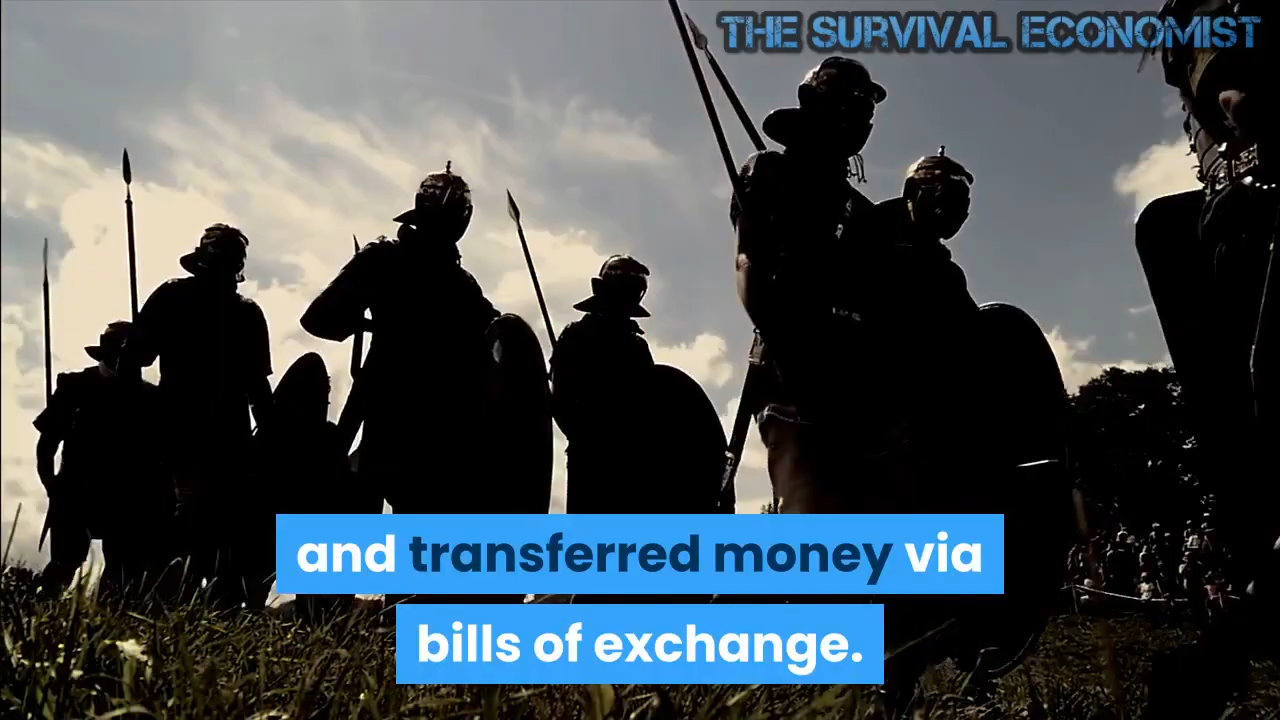 THE SURVIVAL ECONOMIST
and transferred money via
bills of exchange.